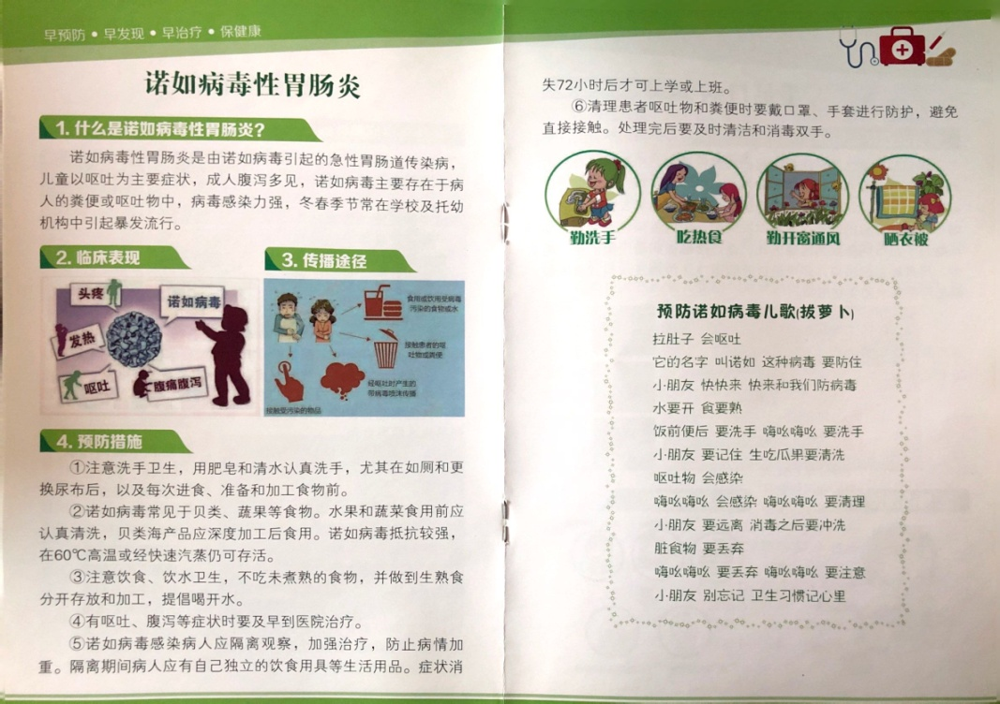 早预防 • 早发现 • 早治疗 • 保健康
诺如病毒性胃肠炎
1. 什么是诺如病毒性胃肠炎？
诺如病毒性胃肠炎是由诺如病毒引起的急性胃肠道传染病，
儿童以呕吐为主要症状，成人腹泻多见，诺如病毒主要存在于病
人的粪便或呕吐物中，病毒感染力强，冬春季节常在学校及托幼
机构中引起暴发流行。
2. 临床表现
头疼
诺如病毒
发热
呕吐
腹痛腹泻
3. 传播途径
食用或饮用受病毒
污染的食物或水
接触患者的呕
吐物或粪便
经呕吐时产生的
带病毒喷沫传播
接触受污染的物品
4. 预防措施
①注意洗手卫生，用肥皂和清水认真洗手，尤其在如厕和更
换尿布后，以及每次进食、准备和加工食物前。
②诺如病毒常见于贝类、蔬果等食物。水果和蔬菜食用前应
认真清洗，贝类海产品应深度加工后食用。诺如病毒抵抗较强，
在60℃高温或经快速汽蒸仍可存活。
③注意饮食、饮水卫生，不吃未煮熟的食物，并做到生熟食
分开存放和加工，提倡喝开水。
④有呕吐、腹泻等症状时要及早到医院治疗。
⑤诺如病毒感染病人应隔离观察，加强治疗，防止病情加
重。隔离期间病人应有自己独立的饮食用具等生活用品。症状消
失72小时后才可上学或上班。
⑥清理患者呕吐物和粪便时要戴口罩、手套进行防护，避免
直接接触。处理完后要及时清洁和消毒双手。
勤洗手
吃热食
勤开窗通风
晒衣被
预防诺如病毒儿歌(拔萝卜)
拉肚子 会呕吐
它的名字 叫诺如 这种病毒 要防住
小朋友 快快来 快来和我们防病毒
水要开 食要熟
饭前便后 要洗手 嗨吆嗨吆 要洗手
小朋友 要记住 生吃瓜果要清洗
呕吐物 会感染
嗨吆嗨吆 会感染 嗨吆嗨吆 要清理
小朋友 要远离 消毒之后要冲洗
脏食物 要丢弃
嗨吆嗨吆 要丢弃 嗨吆嗨吆 要注意
小朋友 别忘记 卫生习惯记心里